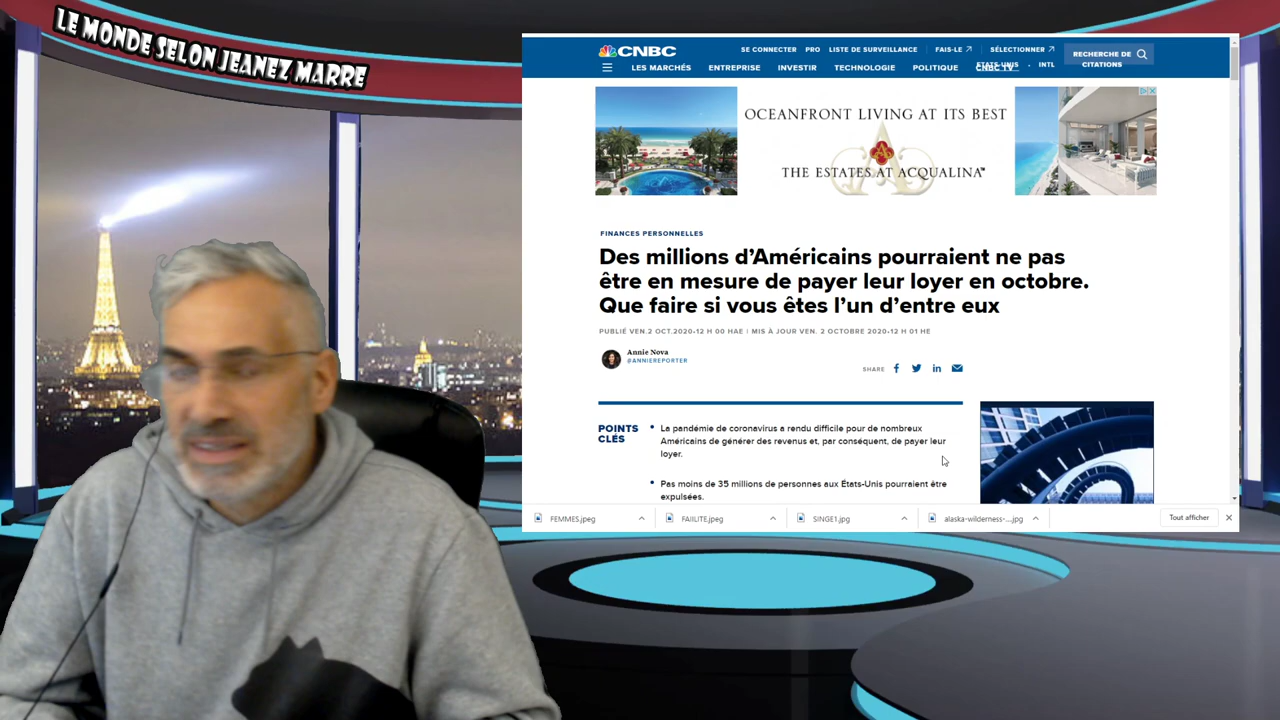 LE MONDE SELON JEANEZ MARRE
CNBC
SE CONNECTER PRO LISTE DE SURVEILLANCE FAIS-LE SÉLECTIONNER
ÉTATS-UNIS • INTL
RECHERCHE DE
CITATIONS
LES MARCHÉS ENTREPRISE INVESTIR TECHNOLOGIE POLITIQUE CNBC TV
OCEANFRONT LIVING AT ITS BEST
A
THE ESTATES AT ACQUALINA™
FINANCES PERSONNELLES
Des millions d’Américains pourraient ne pas
être en mesure de payer leur loyer en octobre.
Que faire si vous êtes l’un d’entre eux
PUBLIÉ VEN.2 OCT.2020•12 H 00 HAE | MIS À JOUR VEN. 2 OCTOBRE 2020•12 H 01 HE
Annie Nova
@ANNIEREPORTER
SHARE
POINTS
CLÉS
• La pandémie de coronavirus a rendu difficile pour de nombreux
Américains de générer des revenus et, par conséquent, de payer leur
loyer.
• Pas moins de 35 millions de personnes aux États-Unis pourraient être
expulsées.
FEMMES.jpeg
FAIILITE.jpeg
SINGE1.jpg
alaska-wilderness-....jpg
Tout afficher